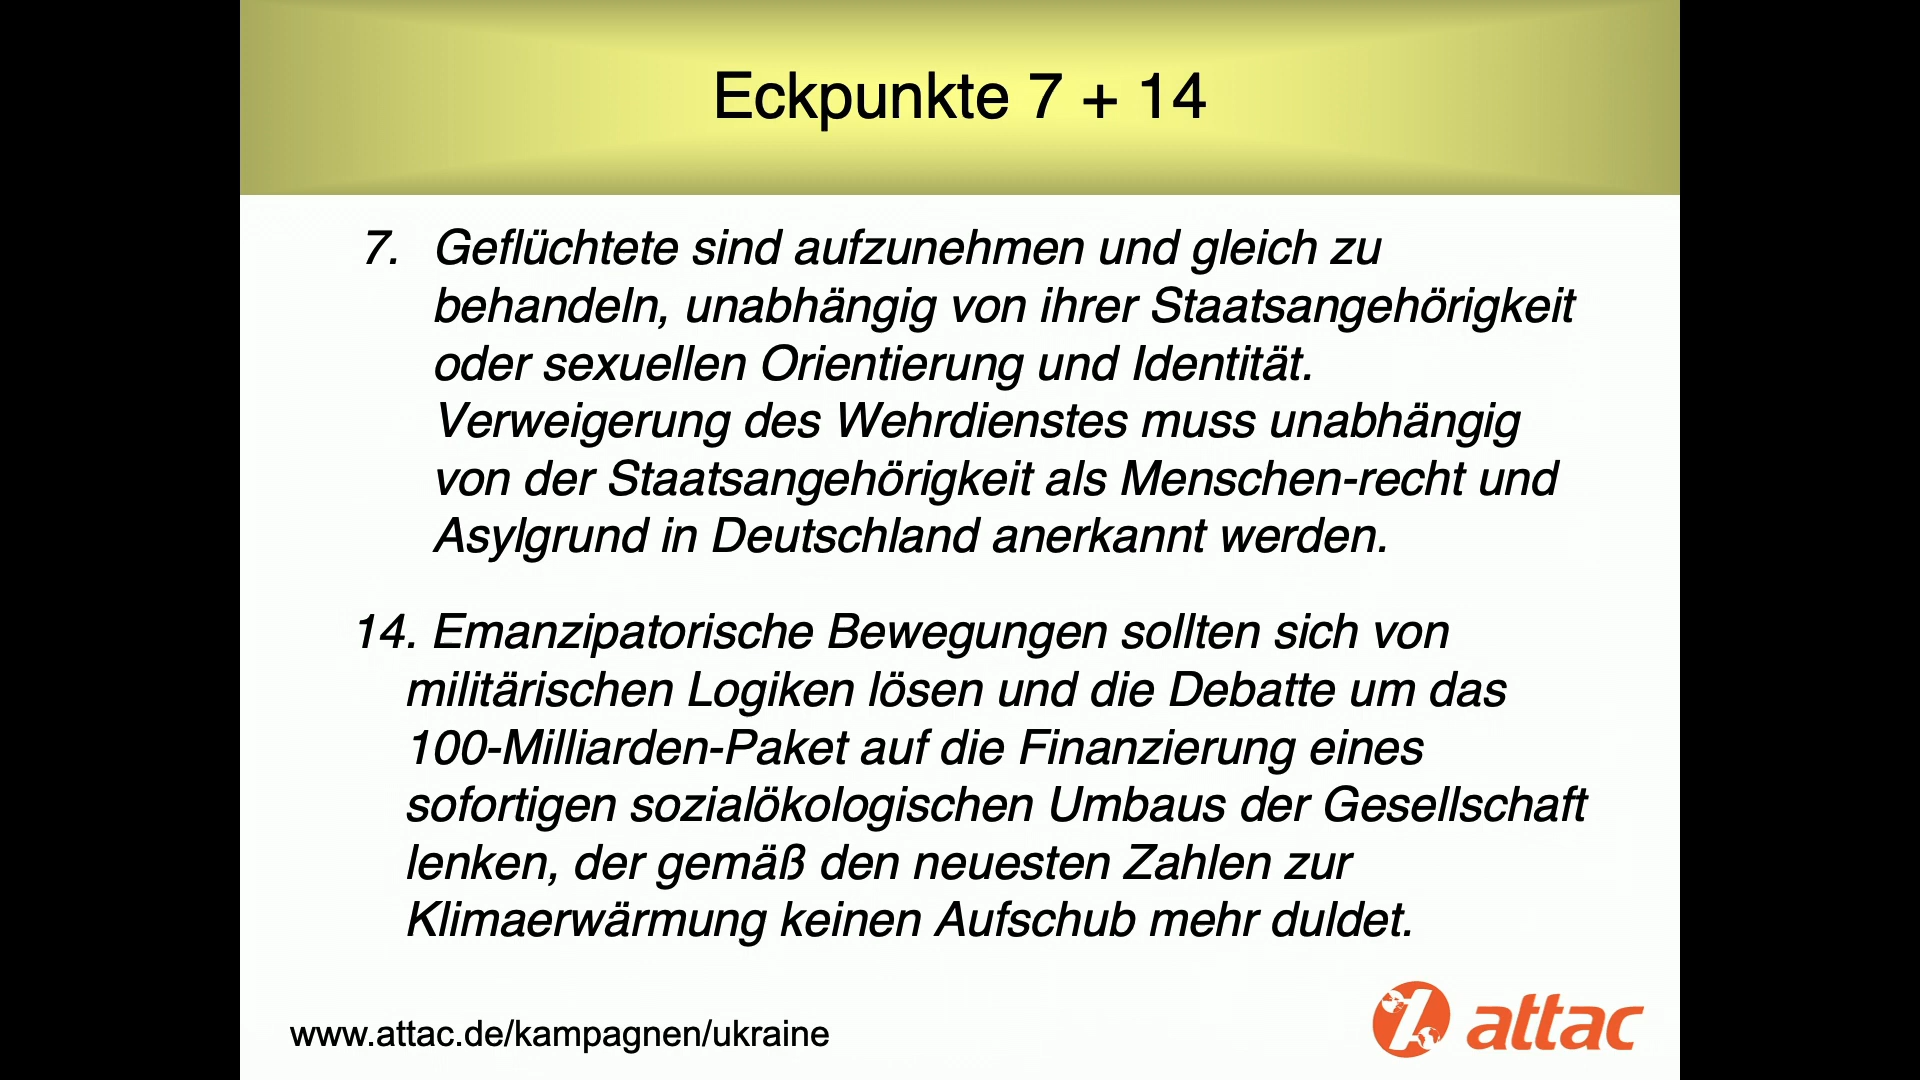 Eckpunkte 7 + 14
7. Geflüchtete sind aufzunehmen und gleich zu
behandeln, unabhängig von ihrer Staatsangehörigkeit
oder sexuellen Orientierung und Identität.
Verweigerung des Wehrdienstes muss unabhängig
von der Staatsangehörigkeit als Menschen-recht und
Asylgrund in Deutschland anerkannt werden.
14. Emanzipatorische Bewegungen sollten sich von
militärischen Logiken lösen und die Debatte um das
100-Milliarden-Paket auf die Finanzierung eines
sofortigen sozialökologischen Umbaus der Gesellschaft
lenken, der gemäß den neuesten Zahlen zur
Klimaerwärmung keinen Aufschub mehr duldet.
www.attac.de/kampagnen/ukraine
attac